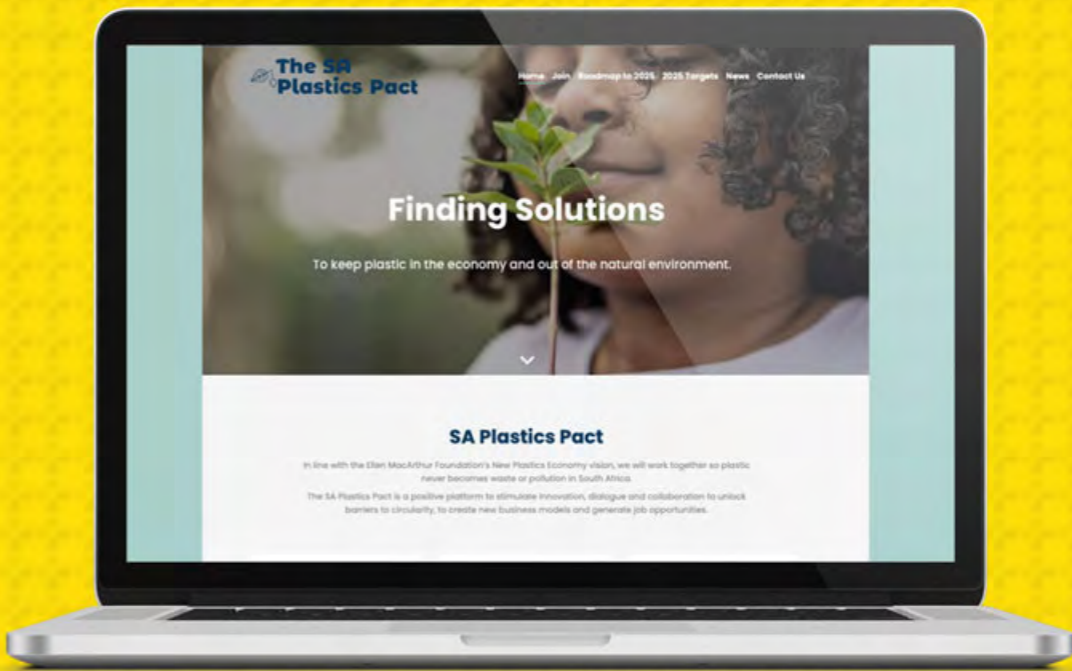 The SA
Plastics Pact
Home Join Roadmap to 2025 2025 Targets News Contact Us
Finding Solutions
To keep plastic in the economy and out of the natural environment.
SA Plastics Pact
In line with the Ellen MacArthur Foundation's New Plastics Economy vision, we will work together so plastic
never becomes waste or pollution in South Africa.
The SA Plastics Pact is a positive platform to stimulate innovation, dialogue and collaboration to unlock
barriers to circularity, to create new business models and generate job opportunities.